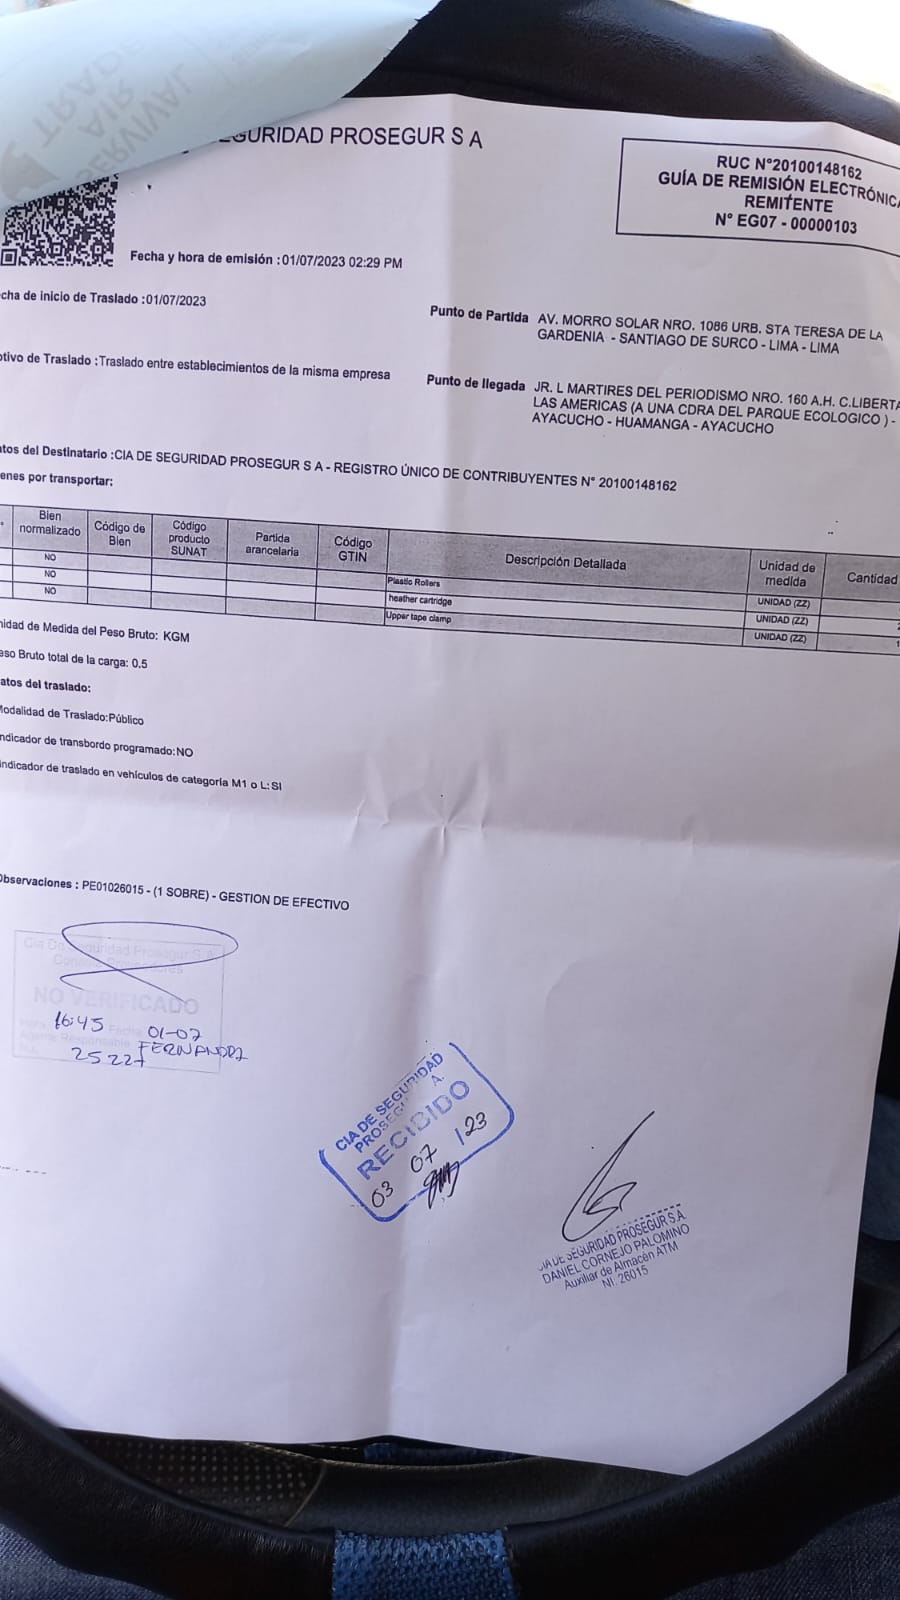 TRADE
AIR
SERVIVAL
SEGURIDAD PROSEGUR S A
RUC N°20100148162
GUÍA DE REMISIÓN ELECTRÓNICA
REMITENTE
N° EG07 - 00000103
Fecha y hora de emisión :01/07/2023 02:29 PM
cha de inicio de Traslado :01/07/2023
Punto de Partida AV. MORRO SOLAR NRO. 1086 URB. STA TERESA DE LA
GARDENIA - SANTIAGO DE SURCO - LIMA - LIMA
otivo de Traslado :Traslado entre establecimientos de la misma empresa
Punto de llegada JR. L MARTIRES DEL PERIODISMO NRO. 160 A.H. C.LIBERTA
LAS AMERICAS (A UNA CDRA DEL PARQUE ECOLOGICO ) -
AYACUCHO - HUAMANGA - AYACUCHO
atos del Destinatario :CIA DE SEGURIDAD PROSEGUR S A - REGISTRO ÚNICO DE CONTRIBUYENTES N° 20100148162
enes por transportar:
Bien normalizado Código de Bien Código producto SUNAT Partida arancelaria Código GTIN Descripción Detallada Unidad de medida Cantidad
NO Plastic Rollers UNIDAD (ZZ)
NO heather cartridge UNIDAD (ZZ)
NO Upper tape clamp UNIDAD (ZZ)
nidad de Medida del Peso Bruto: KGM
eso Bruto total de la carga: 0.5
atos del traslado:
Modalidad de Traslado:Público
ndicador de transbordo programado:NO
indicador de traslado en vehículos de categoría M1 o L:SI
Observaciones : PE01026015 - (1 SOBRE) - GESTION DE EFECTIVO
Cia De Seguridad Prosegur S.A.
NO VERIFICADO
16:45 Fecha 01-07
Responsable FERNANDEZ
25227
CIA DE SEGURIDAD
PROSEGUR A.
RECIBIDO
03 07 /23
CIA DE SEGURIDAD PROSEGUR S.A.
DANIEL CORNEJO PALOMINO
Auxiliar de Almacén ATM
NI. 26015